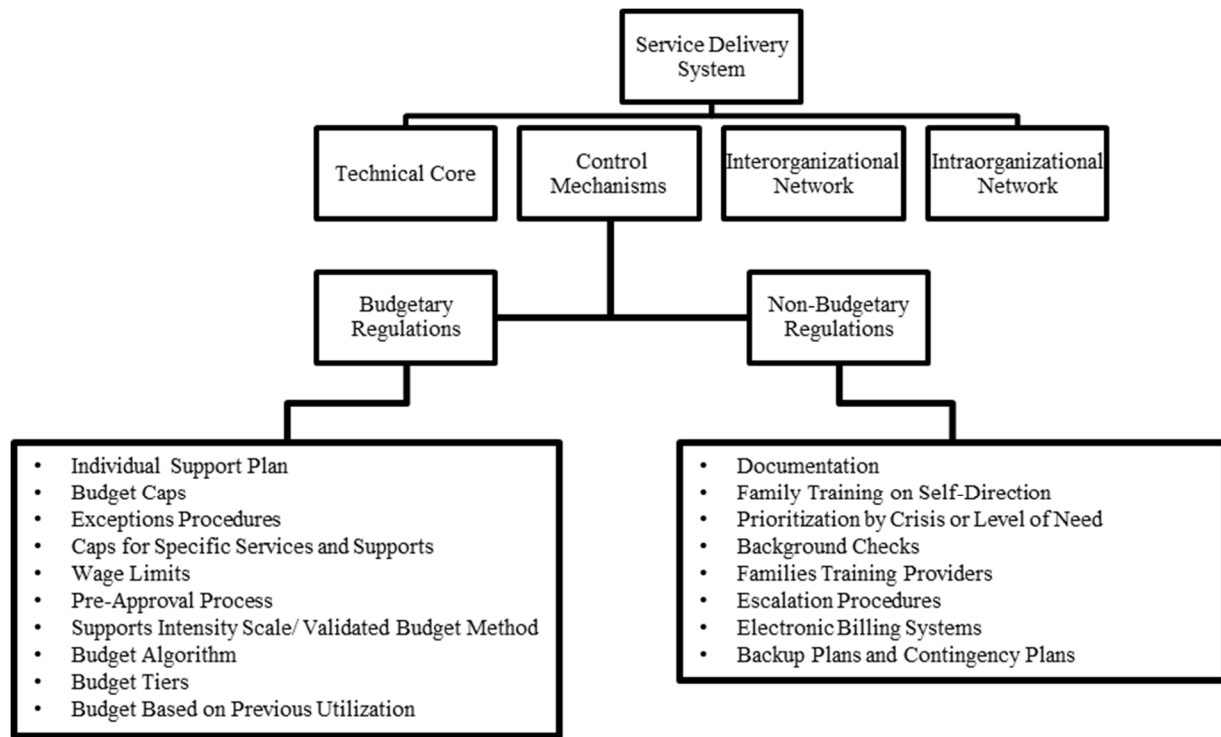 Service Delivery
System
Technical Core
Control
Mechanisms
Interorganizational
Network
Intraorganizational
Network
Budgetary
Regulations
Non-Budgetary
Regulations
• Individual Support Plan
• Budget Caps
• Exceptions Procedures
• Caps for Specific Services and Supports
• Wage Limits
• Pre-Approval Process
• Supports Intensity Scale/ Validated Budget Method
• Budget Algorithm
• Budget Tiers
• Budget Based on Previous Utilization
• Documentation
• Family Training on Self-Direction
• Prioritization by Crisis or Level of Need
• Background Checks
• Families Training Providers
• Escalation Procedures
• Electronic Billing Systems
• Backup Plans and Contingency Plans